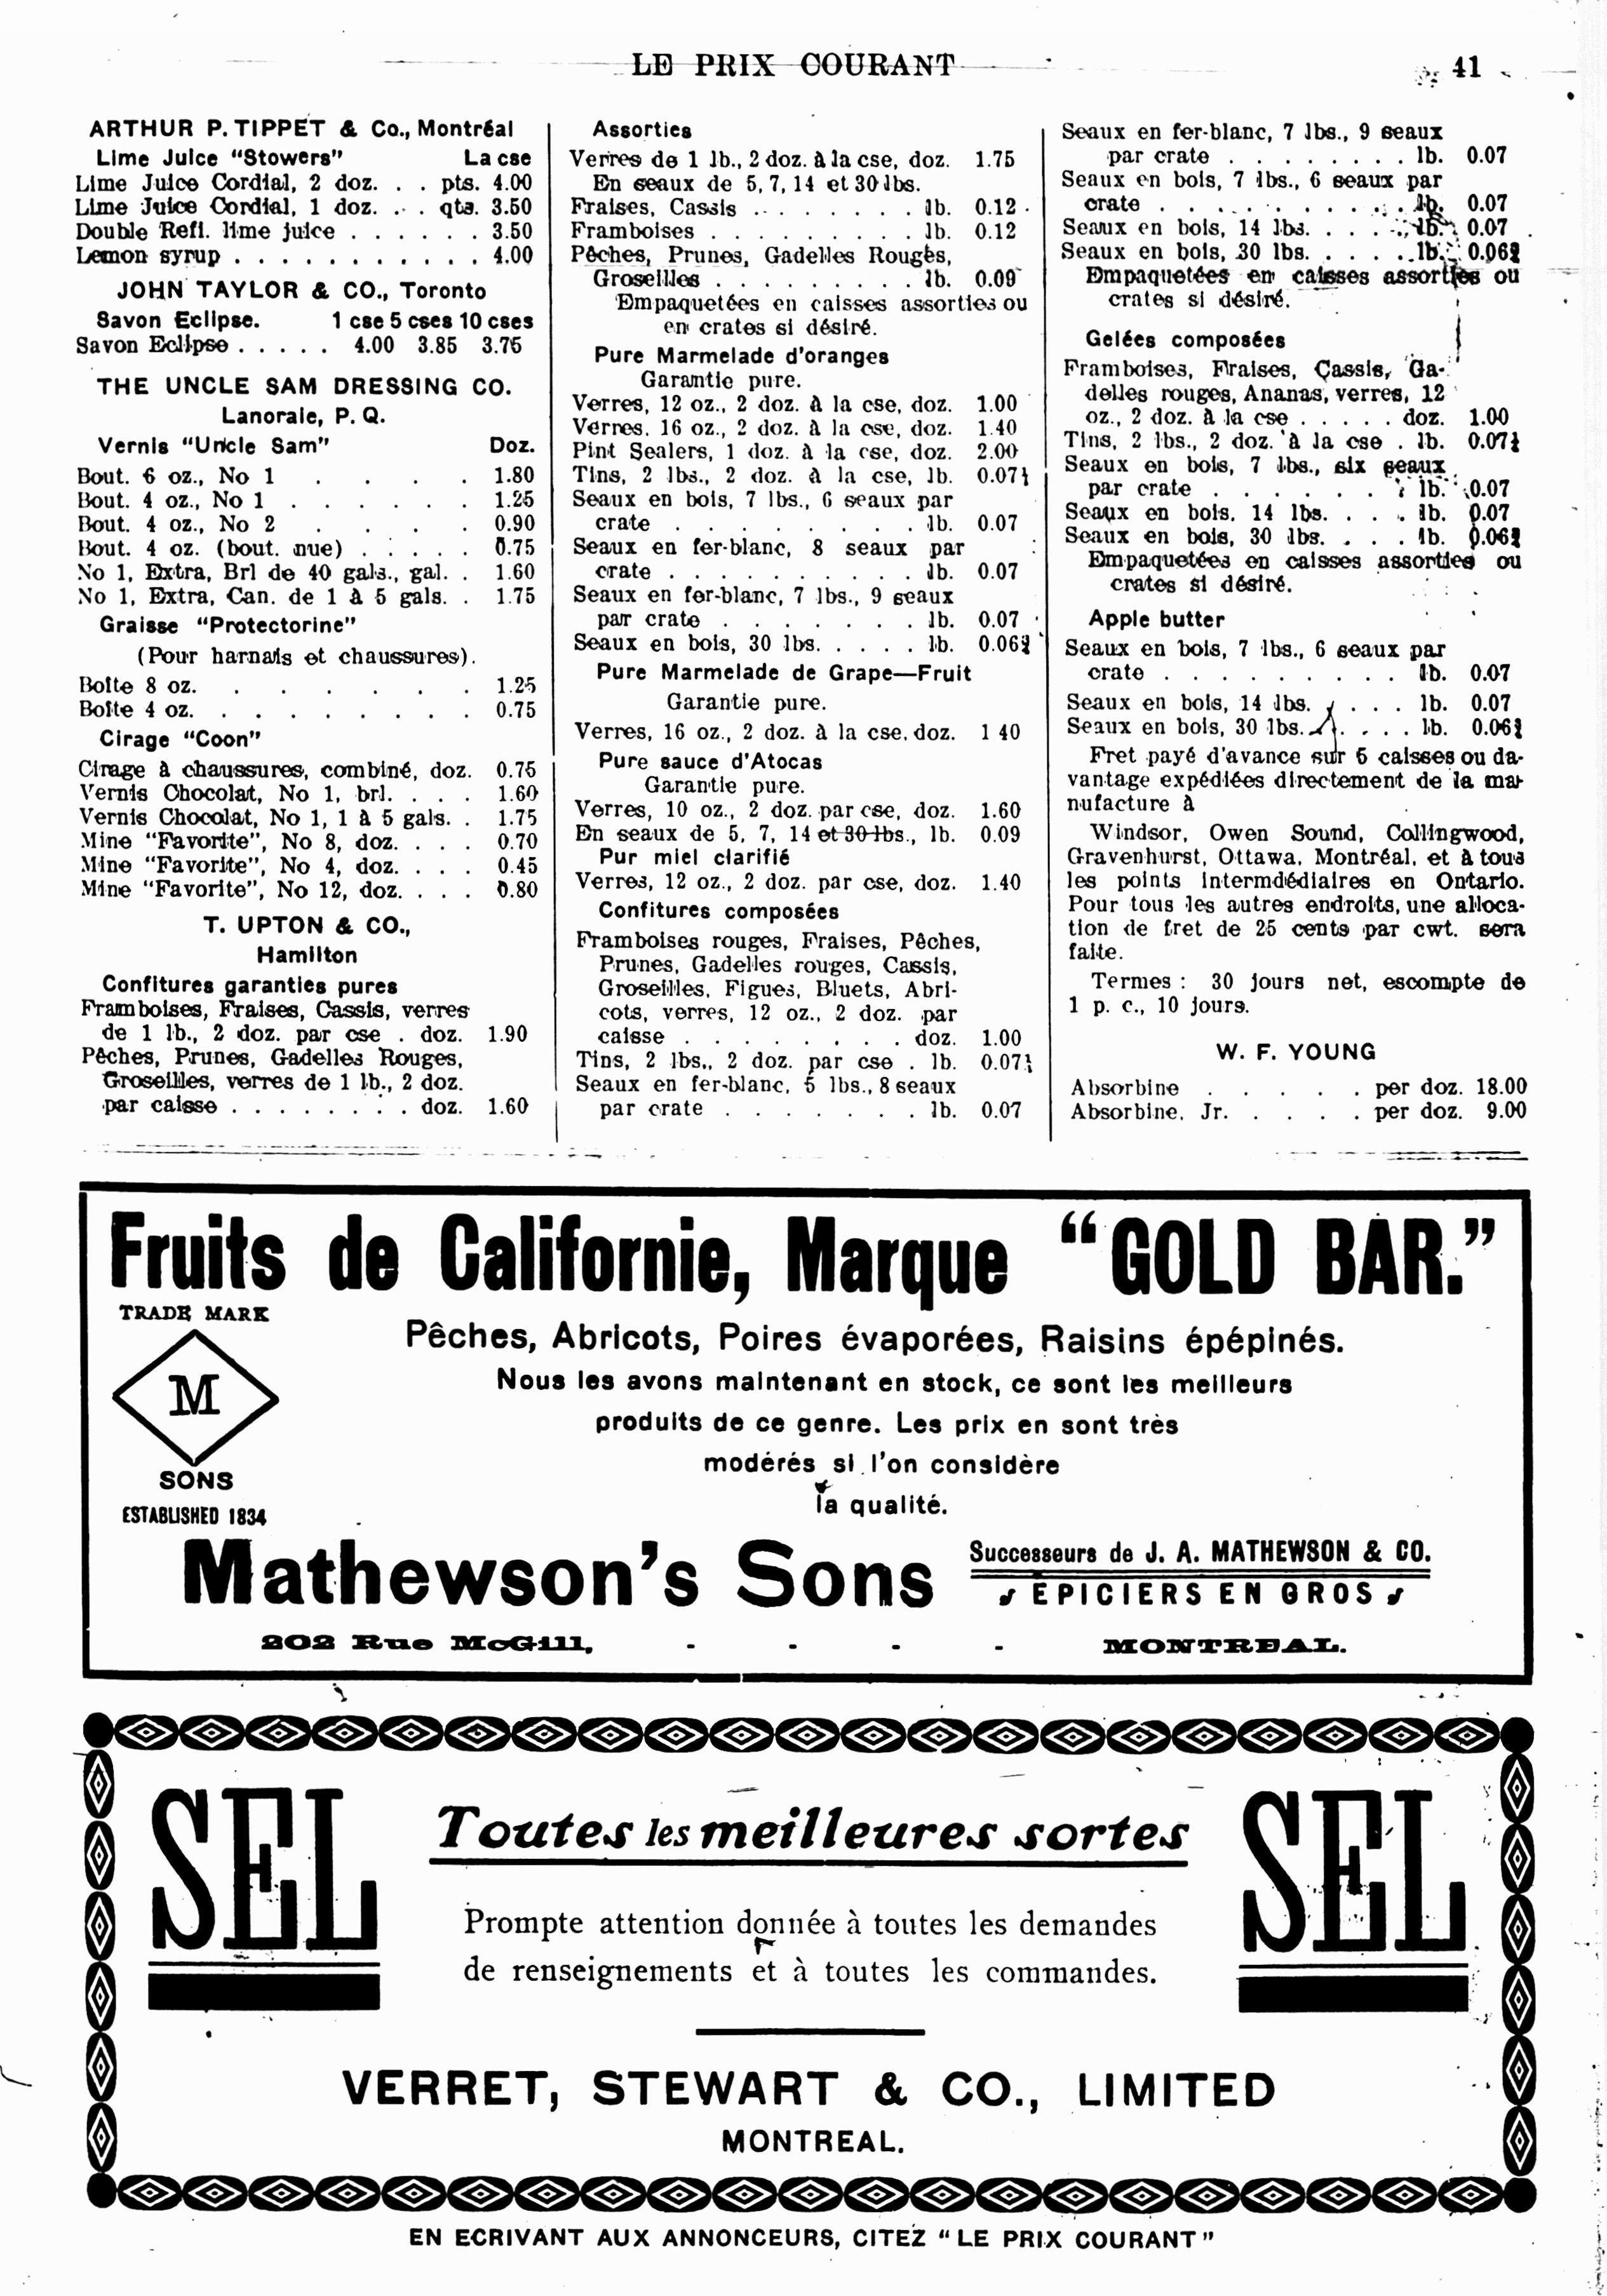 LE PRIX COURANT 41
ARTHUR P. TIPPET & Co., Montréal
Lime Juice "Stowers" La cse
Lime Juice Cordial, 2 doz. . . pts. 4.00
Lime Juice Cordial, 1 doz. . . qts. 3.50
Double Refl. lime juice . . . . . . 3.50
Lemon syrup . . . . . . . . . . . 4.00
JOHN TAYLOR & CO., Toronto
Savon Eclipse. 1 cse 5 cses 10 cses
Savon Eclipse . . . . . 4.00 3.85 3.75
THE UNCLE SAM DRESSING CO.
Lanoraie, P. Q.
Vernis "Uncle Sam" Doz.
Bout. 6 oz., No 1 . . . . 1.80
Bout. 4 oz., No 1 . . . . . . 1.25
Bout. 4 oz., No 2 . . . . 0.90
Bout. 4 oz. (bout. nue) . . . . . 0.75
No 1, Extra, Brl de 40 gals., gal. . 1.60
No 1, Extra, Can. de 1 à 5 gals. . 1.75
Graisse "Protectorine"
(Pour harnais et chaussures).
Boîte 8 oz. . . . . . . . 1.25
Boîte 4 oz. . . . . . . . . 0.75
Cirage "Coon"
Cirage à chaussures, combiné, doz. 0.75
Vernis Chocolat, No 1, brl. . . . 1.60
Vernis Chocolat, No 1, 1 à 5 gals. . 1.75
Mine "Favorite", No 8, doz. . . . 0.70
Mine "Favorite", No 4, doz. . . . 0.45
Mine "Favorite", No 12, doz. . . . 0.80
T. UPTON & CO.,
Hamilton
Confitures garanties pures
Framboises, Fraises, Cassis, verres
de 1 lb., 2 doz. par cse . doz. 1.90
Pêches, Prunes, Gadelles Rouges,
Groseilles, verres de 1 lb., 2 doz.
par caisse . . . . . . . . doz. 1.60
Assorties
Verres de 1 lb., 2 doz. à la cse, doz. 1.75
En seaux de 5, 7, 14 et 30 lbs.
Fraises, Cassis . . . . . . . lb. 0.12
Framboises . . . . . . . . . lb. 0.12
Pêches, Prunes, Gadelles Rouges,
Groseilles . . . . . . . . . lb. 0.09
Empaquetées en caisses assorties ou
en crates si désiré.
Pure Marmelade d'oranges
Garantie pure.
Verres, 12 oz., 2 doz. à la cse, doz. 1.00
Verres, 16 oz., 2 doz. à la cse, doz. 1.40
Pint Sealers, 1 doz. à la cse, doz. 2.00
Tins, 2 lbs., 2 doz. à la cse, lb.
Seaux en bois, 7 lbs., 6 seaux par
crate . . . . . . . . lb. 0.07
Seaux en fer-blanc, 8 seaux par
crate . . . . . . . . . . lb. 0.07
Seaux en fer-blanc, 7 lbs., 9 seaux
par crate . . . . . . . lb. 0.07
Seaux en bois, 30 lbs. . . . . lb. 0.06¾
Pure Marmelade de Grape—Fruit
Garantie pure.
Verres, 16 oz., 2 doz. à la cse, doz. 1 40
Pure sauce d'Atocas
Garantie pure.
Verres, 10 oz., 2 doz. par cse, doz. 1.60
En seaux de 5, 7, 14 et 30 lbs., lb. 0.09
Pur miel clarifié
Verres, 12 oz., 2 doz. par cse, doz. 1.40
Confitures composées
Framboises rouges, Fraises, Pêches,
Prunes, Gadelles rouges, Cassis,
Groseilles, Figues, Bluets, Abri-
cots, verres, 12 oz., 2 doz. par
caisse . . . . . . . . doz. 1.00
Tins, 2 lbs., 2 doz. par cse . lb.
Seaux en fer-blanc, 5 lbs., 8 seaux
par crate . . . . . . . lb. 0.07
Seaux en fer-blanc, 7 lbs., 9 seaux
par crate . . . . . . . . lb. 0.07
Seaux en bois, 7 lbs., 6 seaux par
crate . . . . . . . . . . lb. 0.07
Seaux en bois, 14 lbs. . . . . lb. 0.07
Seaux en bois, 30 lbs. . . . . lb. 0.06¾
Empaquetées en caisses assorties ou
crates si désiré.
Gelées composées
Framboises, Fraises, Cassis, Ga-
delles rouges, Ananas, verres, 12
oz., 2 doz. à la cse . . . . . doz. 1.00
Tins, 2 lbs., 2 doz. à la cse . lb.
Seaux en bois, 7 lbs., six seaux
par crate . . . . . . . lb. 0.07
Seaux en bois, 14 lbs. . . . lb. 0.07
Seaux en bois, 30 lbs. . . . lb. 0.06¾
Empaquetées en caisses assorties ou
crates si désiré.
Apple butter
Seaux en bois, 7 lbs., 6 seaux par
crate . . . . . . . . . . lb. 0.07
Seaux en bois, 14 lbs. . . . . lb. 0.07
Seaux en bois, 30 lbs. . . . . lb. 0.06¾
Fret payé d'avance sur 5 caisses ou da-
vantage expédiées directement de la ma-
nufacture à
Windsor, Owen Sound, Collingwood,
Gravenhurst, Ottawa, Montréal, et à tous
les points intermdédiaires en Ontario.
Pour tous les autres endroits, une alloca-
tion de fret de 25 cents par cwt. sera
faite.
Termes : 30 jours net, escompte de
1 p. c., 10 jours.
W. F. YOUNG
Absorbine . . . . . per doz. 18.00
Absorbine, Jr. . . . . per doz. 9.00
Fruits de Californie, Marque "GOLD BAR."
TRADE MARK
M
SONS
ESTABLISHED 1834
Pêches, Abricots, Poires évaporées, Raisins épépinés.
Nous les avons maintenant en stock, ce sont les meilleurs
produits de ce genre. Les prix en sont très
modérés si l'on considère
la qualité.
Mathewson's Sons
Successeurs de J. A. MATHEWSON & CO.
EPICIERS EN GROS
202 Rue McGill, - - - - MONTREAL.
SEL
Toutes les meilleures sortes
SEL
Prompte attention donnée à toutes les demandes
de renseignements et à toutes les commandes.
VERRET, STEWART & CO., LIMITED
MONTREAL.
EN ECRIVANT AUX ANNONCEURS, CITEZ "LE PRIX COURANT"